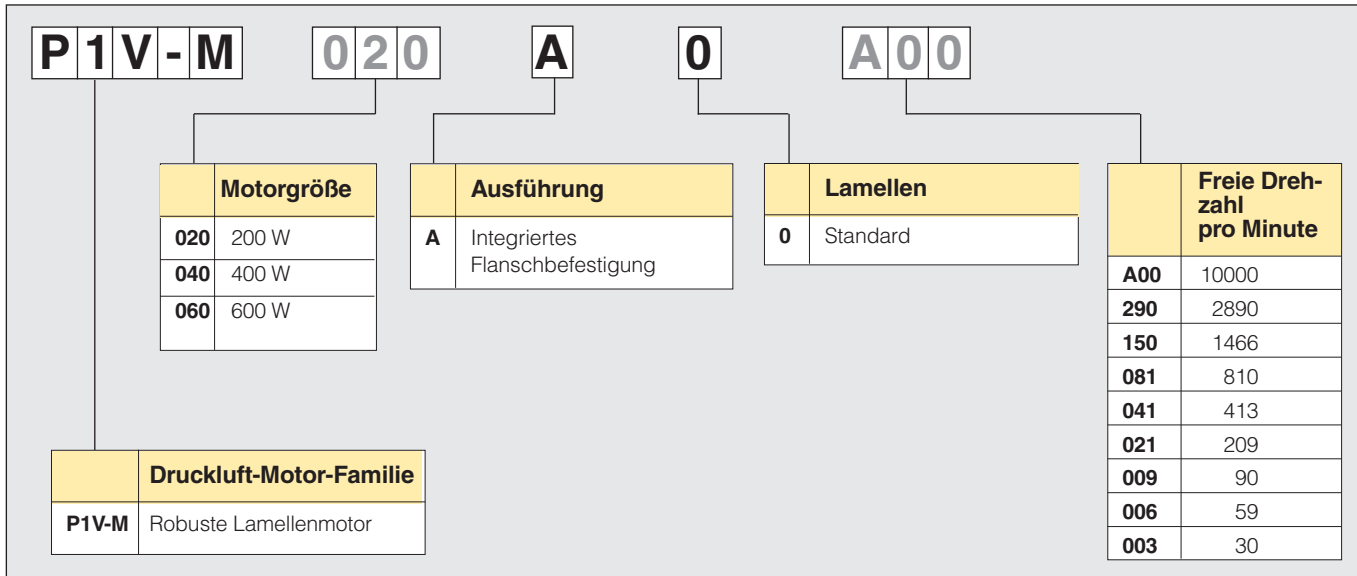 P1V-M 020 A 0 A00
Motorgröße
020 200 W
040 400 W
060 600 W
Ausführung
A Integriertes
Flanschbefestigung
Lamellen
0 Standard
Freie Dreh-
zahl
pro Minute
A00 10000
290 2890
150 1466
081 810
041 413
021 209
009 90
006 59
003 30
Druckluft-Motor-Familie
P1V-M Robuste Lamellenmotor